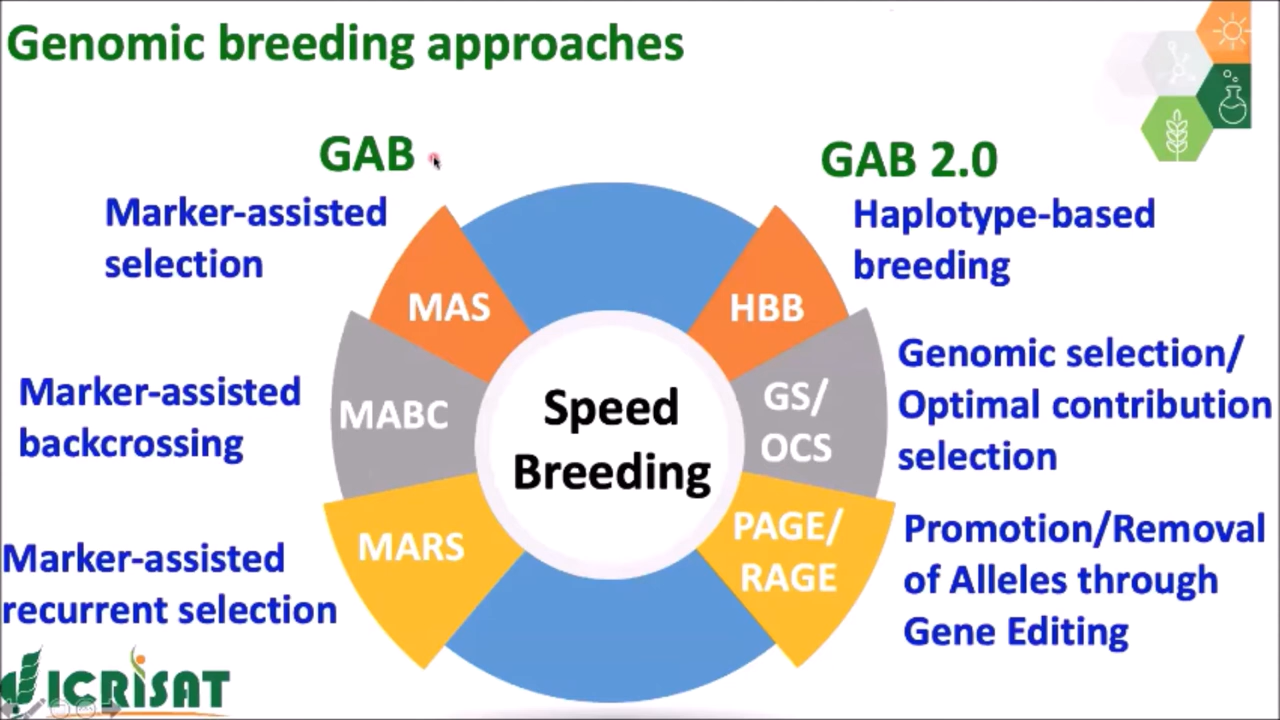 Genomic breeding approaches
GAB
GAB 2.0
Marker-assisted
selection
Haplotype-based
breeding
MAS
HBB
Marker-assisted
backcrossing
MABC
Speed
Breeding
GS/
OCS
Genomic selection/
Optimal contribution
selection
Marker-assisted
recurrent selection
MARS
PAGE/
RAGE
Promotion/Removal
of Alleles through
Gene Editing
ICRISAT